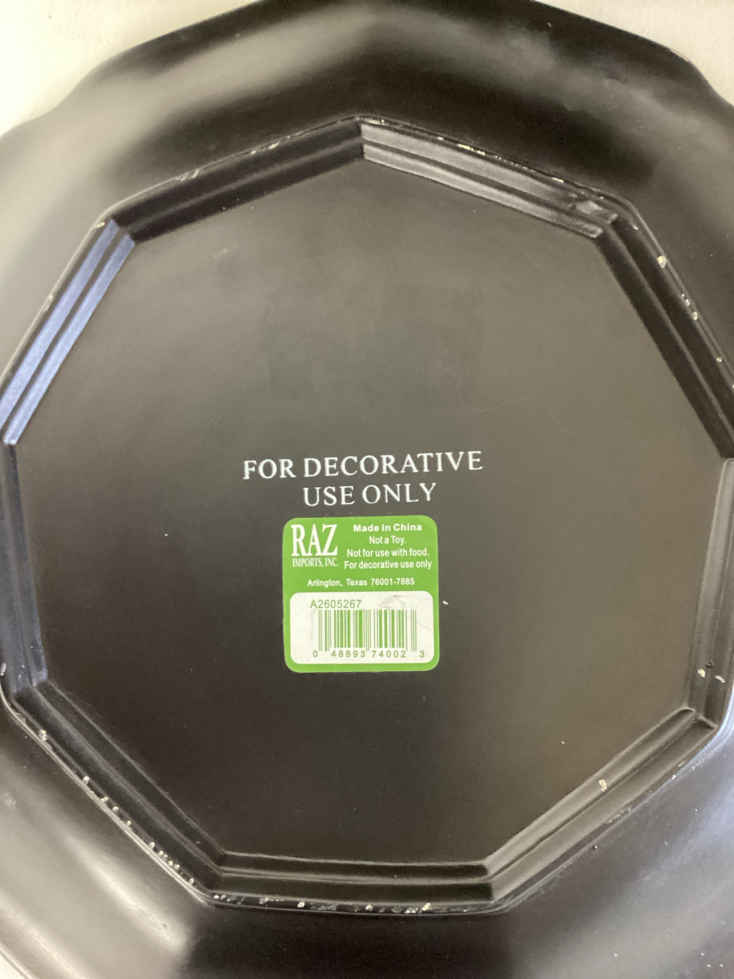 FOR DECORATIVE
USE ONLY
RAZ
IMPORTS, INC.
Made in China
Not a Toy.
Not for use with food.
For decorative use only
Arlington, Texas 76001-7885
A2605267
0 48893 74002 3